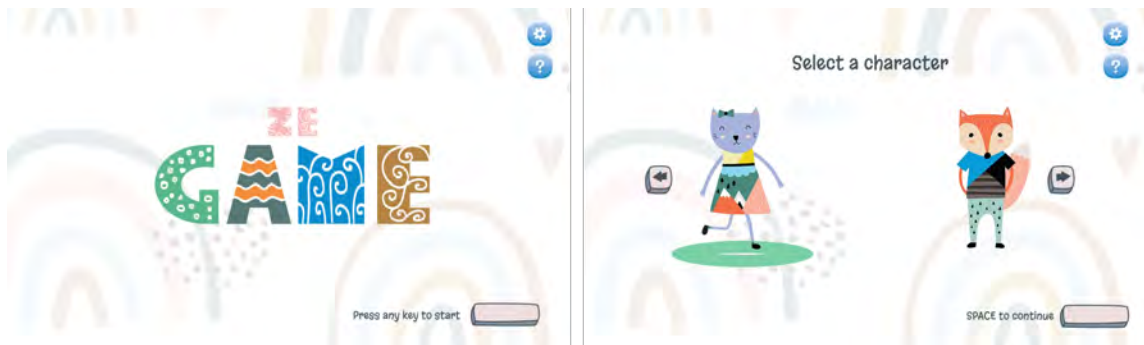 ZE
GAME
Press any key to start
?
Select a character
SPACE to continue
?